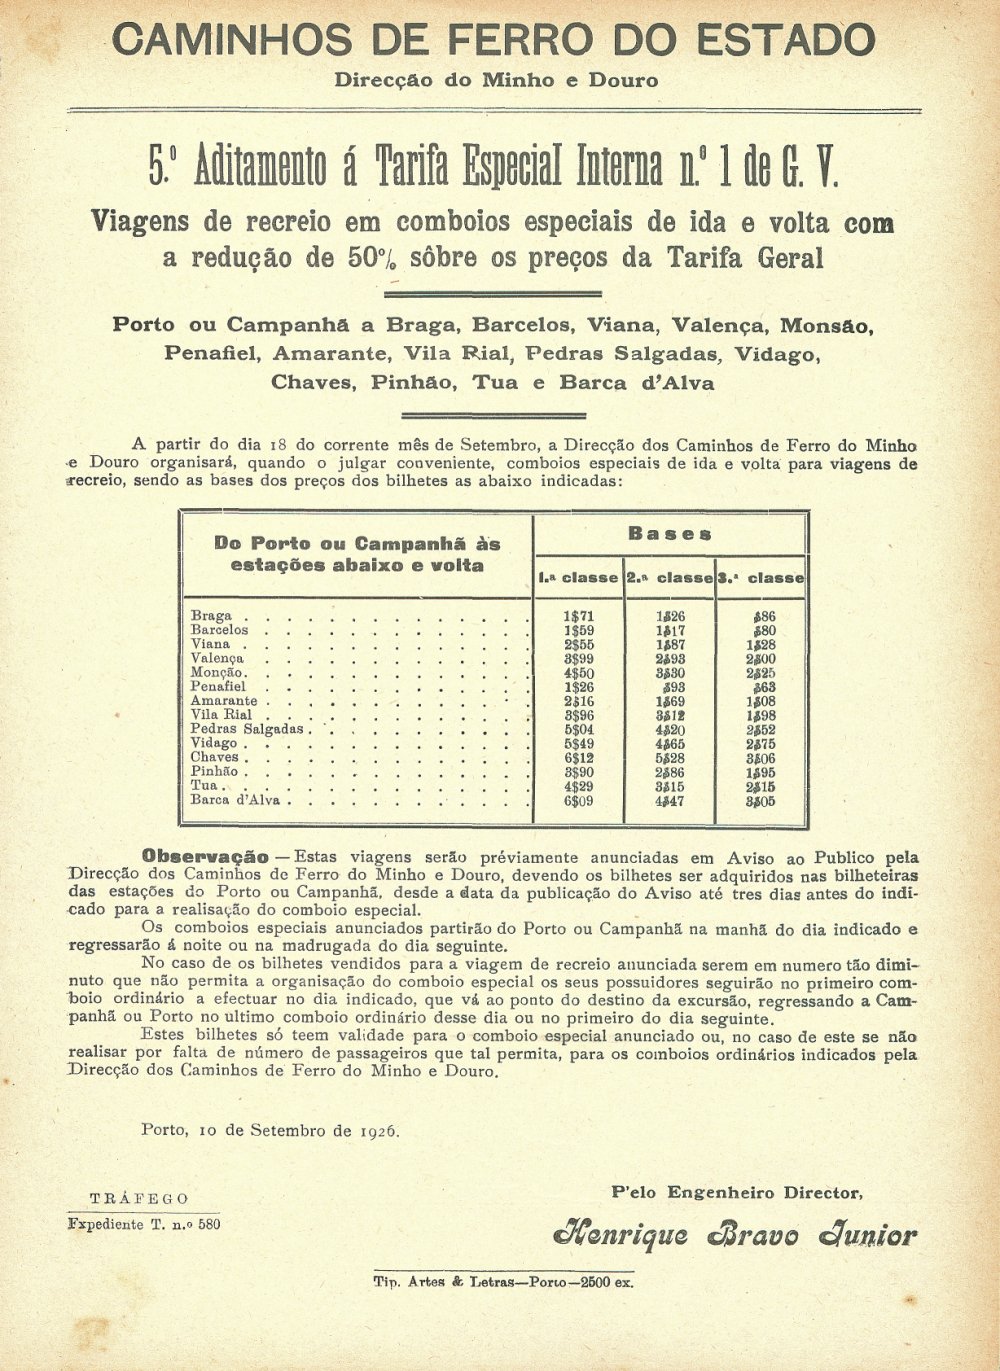 CAMINHOS DE FERRO DO ESTADO
Direcção do Minho e Douro
5.º Aditamento á Tarifa Especial Interna n.º 1 de G. V.
Viagens de recreio em comboios especiais de ida e volta com
a redução de 50% sôbre os preços da Tarifa Geral
Porto ou Campanhã a Braga, Barcelos, Viana, Valença, Monsão,
Penafiel, Amarante, Vila Rial, Pedras Salgadas, Vidago,
Chaves, Pinhão, Tua e Barca d'Alva
A partir do dia 18 do corrente mês de Setembro, a Direcção dos Caminhos de Ferro do Minho
e Douro organisará, quando o julgar conveniente, comboios especiais de ida e volta para viagens de
recreio, sendo as bases dos preços dos bilhetes as abaixo indicadas:
Do Porto ou Campanhã às
estações abaixo e volta
Bases
1.ª classe 2.ª classe 3.ª classe
Braga . . . . . . . . . . . . . . 1$71 1$26 $86
Barcelos . . . . . . . . . . . . . 1$59 1$17 $80
Viana . . . . . . . . . . . . . . 2$55 1$87 1$28
Valença . . . . . . . . . . . . . 3$99 2$93 2$00
Monção. . . . . . . . . . . . . . 4$50 3$30 2$25
Penafiel . . . . . . . . . . . . . 1$26 $93 $63
Amarante . . . . . . . . . . . . . 2$16 1$69 1$08
Vila Rial . . . . . . . . . . . . . 3$96 3$12 1$98
Pedras Salgadas . . . . . . . . . . . 5$04 4$20 2$52
Vidago . . . . . . . . . . . . . . 5$49 4$65 2$75
Chaves . . . . . . . . . . . . . . 6$12 5$28 3$06
Pinhão . . . . . . . . . . . . . . 3$90 2$86 1$95
Tua . . . . . . . . . . . . . . . 4$29 3$15 2$15
Barca d'Alva . . . . . . . . . . . . 6$09 4$47 3$05
Observação — Estas viagens serão préviamente anunciadas em Aviso ao Publico pela
Direcção dos Caminhos de Ferro do Minho e Douro, devendo os bilhetes ser adquiridos nas bilheteiras
das estações do Porto ou Campanhã, desde a data da publicação do Aviso até três dias antes do indi-
cado para a realisação do comboio especial.
Os comboios especiais anunciados partirão do Porto ou Campanhã na manhã do dia indicado e
regressarão á noite ou na madrugada do dia seguinte.
No caso de os bilhetes vendidos para a viagem de recreio anunciada serem em numero tão dimi-
nuto que não permita a organisação do comboio especial os seus possuidores seguirão no primeiro com-
boio ordinário a efectuar no dia indicado, que vá ao ponto do destino da excursão, regressando a Cam-
panhã ou Porto no ultimo comboio ordinário desse dia ou no primeiro do dia seguinte.
Estes bilhetes só teem validade para o comboio especial anunciado ou, no caso de este se não
realisar por falta de número de passageiros que tal permita, para os comboios ordinários indicados pela
Direcção dos Caminhos de Ferro do Minho e Douro.
Porto, 10 de Setembro de 1926.
TRÁFEGO
Expediente T. n.º 580
P'elo Engenheiro Director,
Henrique Bravo Junior
Tip. Artes & Letras—Porto—2500 ex.